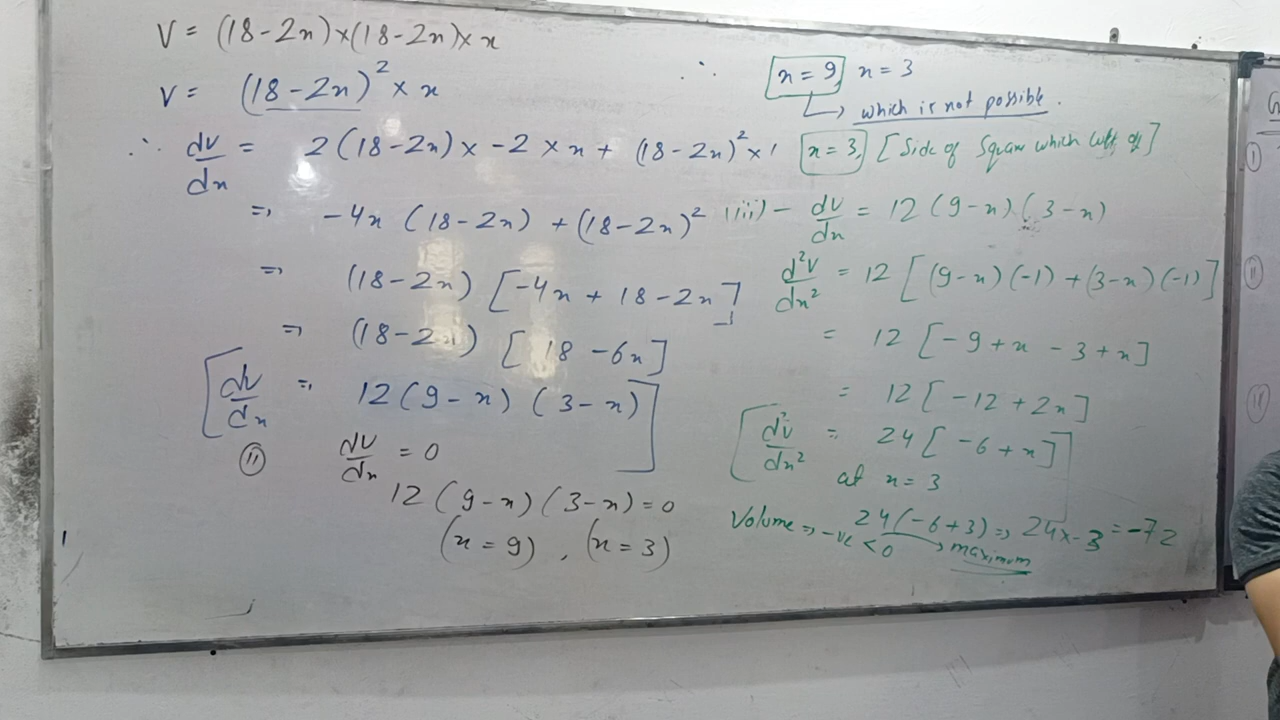 V = (18-2x)×(18-2x)×x
V = (18-2x)² × x
∴ dv/dx = 2(18-2x)× -2 × x + (18-2x)²×1
=> -4x (18-2x) + (18-2x)²
=> (18-2x) [-4x + 18 - 2x]
=> (18-2x) [18 - 6x]
[dv/dx => 12(9-x) (3-x)]
(ii) dv/dx = 0
12(9-x)(3-x) = 0
(x = 9), (x = 3)
∴ x = 9, x = 3
which is not possible.
x = 3, [Side of Squar which cutt of]
(iii) - dv/dx = 12(9-x)(3-x)
d²v/dx² = 12[(9-x)(-1) + (3-x)(-1)]
= 12[-9 + x - 3 + x]
= 12[-12 + 2x]
[d²v/dx² = 24[-6 + x]]
at x = 3
Volume => 24(-6+3) => 24x-3 = -72
-ve < 0 maximum